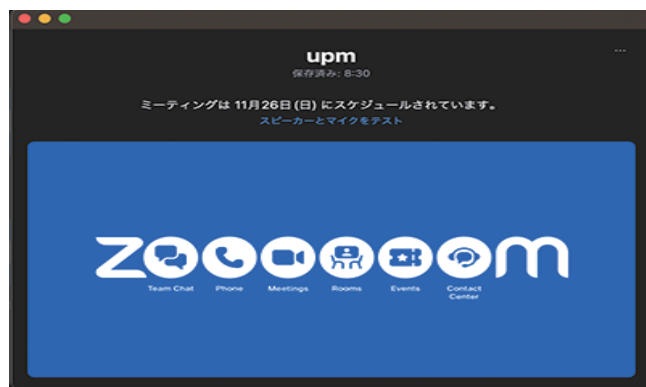 upm
保存済み: 8:30
ミーティングは 11月26日(日) にスケジュールされています。
スピーカーとマイクをテスト
zoooooom
Team Chat Phone Meetings Rooms Events Contact Center